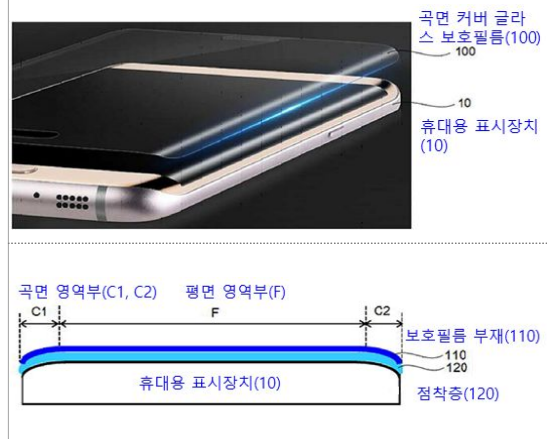 곡면 커버 글라
스 보호필름(100)
100
10
휴대용 표시장치
(10)
곡면 영역부(C1, C2) 평면 영역부(F)
C1 F C2
보호필름 부재(110)
110
120
휴대용 표시장치(10)
점착층(120)